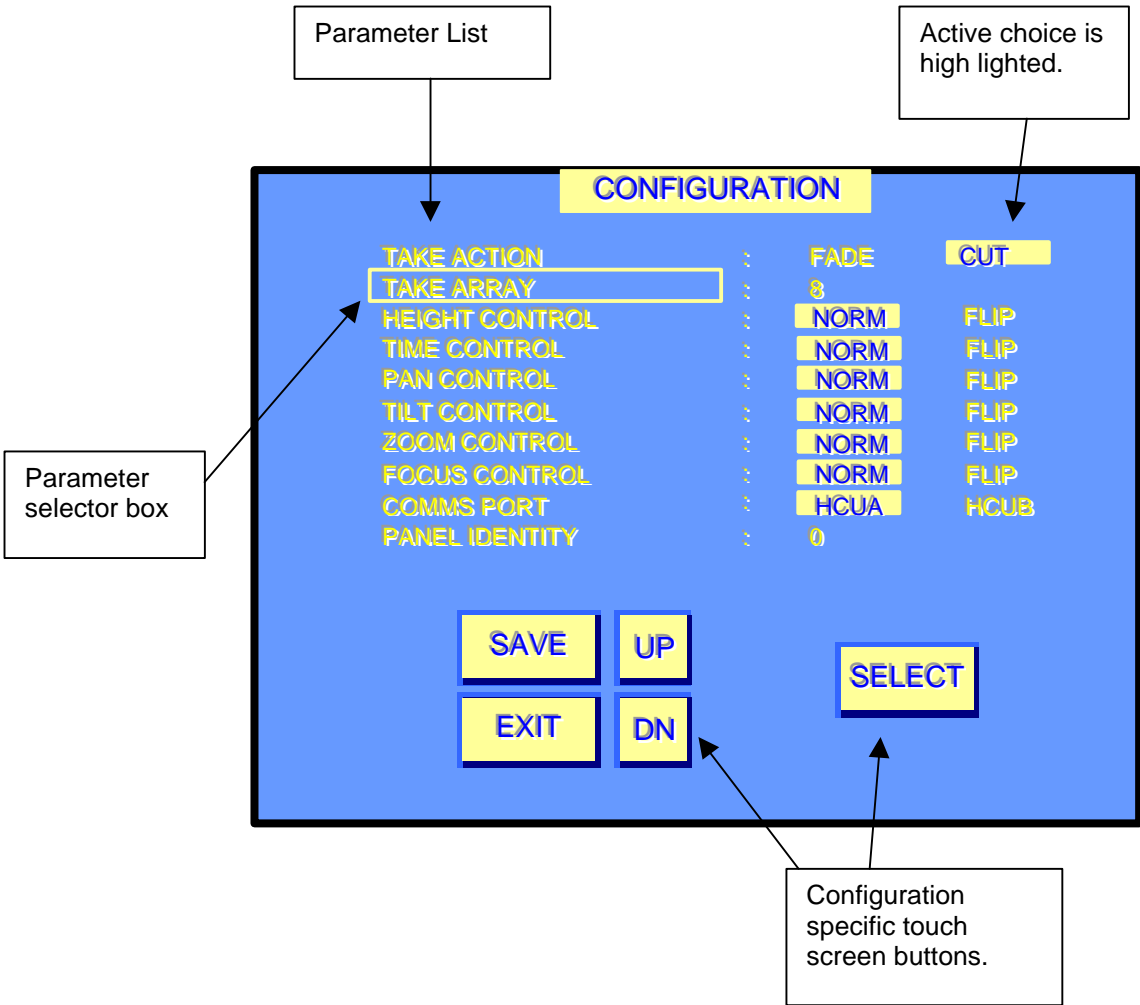 Parameter List
Active choice is
high lighted.
CONFIGURATION
TAKE ACTION : FADE CUT
TAKE ARRAY : 8
HEIGHT CONTROL : NORM FLIP
TIME CONTROL : NORM FLIP
PAN CONTROL : NORM FLIP
TILT CONTROL : NORM FLIP
ZOOM CONTROL : NORM FLIP
FOCUS CONTROL : NORM FLIP
COMMS PORT : HCUA HCUB
PANEL IDENTITY : 0
Parameter
selector box
SAVE UP
SELECT
EXIT DN
Configuration
specific touch
screen buttons.